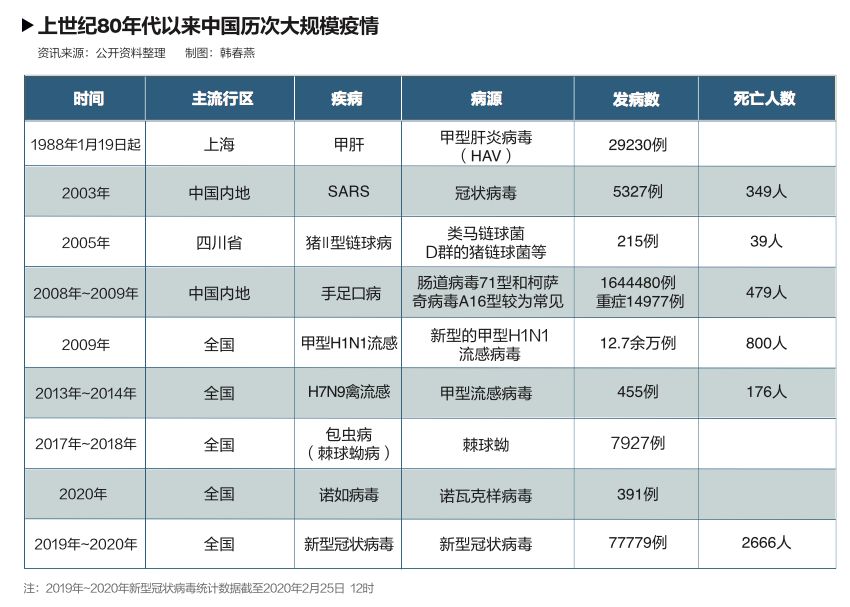 ▶上世纪80年代以来中国历次大规模疫情
资讯来源：公开资料整理 制图：韩春燕
时间 主流行区 疾病 病源 发病数 死亡人数
1988年1月19日起 上海 甲肝 甲型肝炎病毒 29230例
（HAV）
2003年 中国内地 SARS 冠状病毒 5327例 349人
2005年 四川省 猪II型链球病 类马链球菌 215例 39人
D群的猪链球菌等
2008年~2009年 中国内地 手足口病 肠道病毒71型和柯萨 1644480例 479人
奇病毒A16型较为常见 重症14977例
2009年 全国 甲型H1N1流感 新型的甲型H1N1 12.7余万例 800人
流感病毒
2013年~2014年 全国 H7N9禽流感 甲型流感病毒 455例 176人
2017年~2018年 全国 包虫病 棘球蚴 7927例
（棘球蚴病）
2020年 全国 诺如病毒 诺瓦克样病毒 391例
2019年~2020年 全国 新型冠状病毒 新型冠状病毒 77779例 2666人
注：2019年~2020年新型冠状病毒统计数据截至2020年2月25日 12时